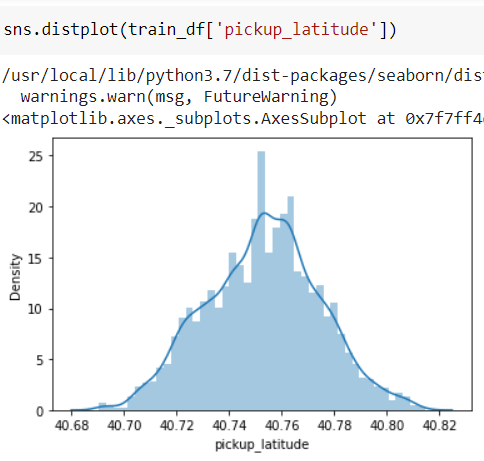 sns.distplot(train_df['pickup_latitude'])
/usr/local/lib/python3.7/dist-packages/seaborn/dist
warnings.warn(msg, FutureWarning)
<matplotlib.axes._subplots.AxesSubplot at 0x7f7ff4
25
20
15
10
5
0
Density
40.68 40.70 40.72 40.74 40.76 40.78 40.80 40.82
pickup_latitude